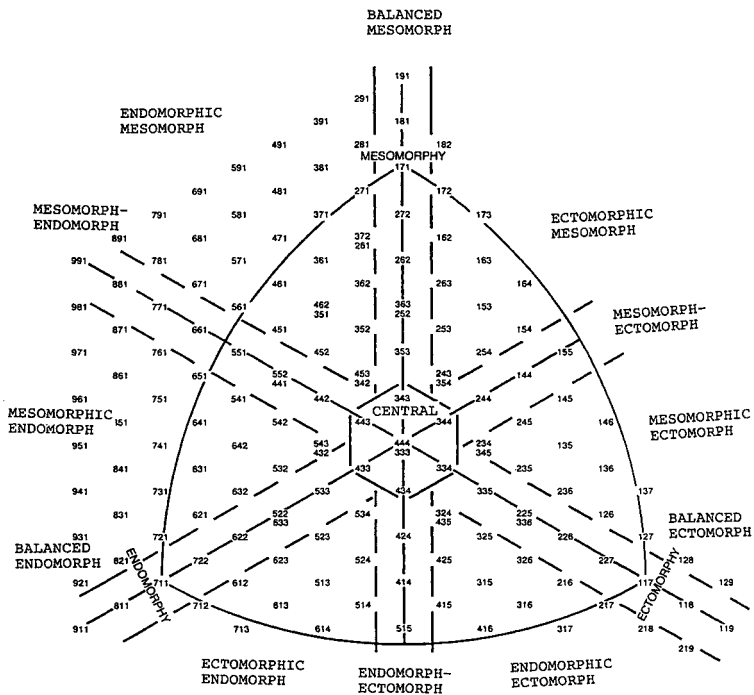 BALANCED
MESOMORPH
191
291
ENDOMORPHIC
MESOMORPH
391 181
491 281 182
MESOMORPHY
591 381 171
691 481 271 172
MESOMORPH-
ENDOMORPH
791 581 371 272 173
ECTOMORPHIC
MESOMORPH
891 681 471 372 162
261
991 781 571 361 262 163
881 671 461 362 263 164
981 771 561 462 363 153
351 252
MESOMORPH-
ECTOMORPH
871 661 451 352 253 154
971 761 551 452 353 254 155
861 651 552 453 243 144
441 342 354
961 751 541 442 343 244 145
MESOMORPHIC
ENDOMORPH
CENTRAL
MESOMORPHIC
ECTOMORPH
851 641 542 443 344 245 146
951 741 642 543 444 234 135
432 333 345
841 631 532 433 334 235 136
941 731 632 533 434 335 236 137
831 621 522 534 324 225 126
633 435 336
BALANCED
ECTOMORPH
931 721 622 523 424 325 226 127
BALANCED
ENDOMORPH
821 722 623 524 425 326 227 128
921 711 612 513 414 315 216 117 129
ENDOMORPHY
ECTOMORPHY
811 712 613 514 415 316 217 118
911 713 614 515 416 317 218 119
219
ECTOMORPHIC
ENDOMORPH
ENDOMORPH-
ECTOMORPH
ENDOMORPHIC
ECTOMORPH